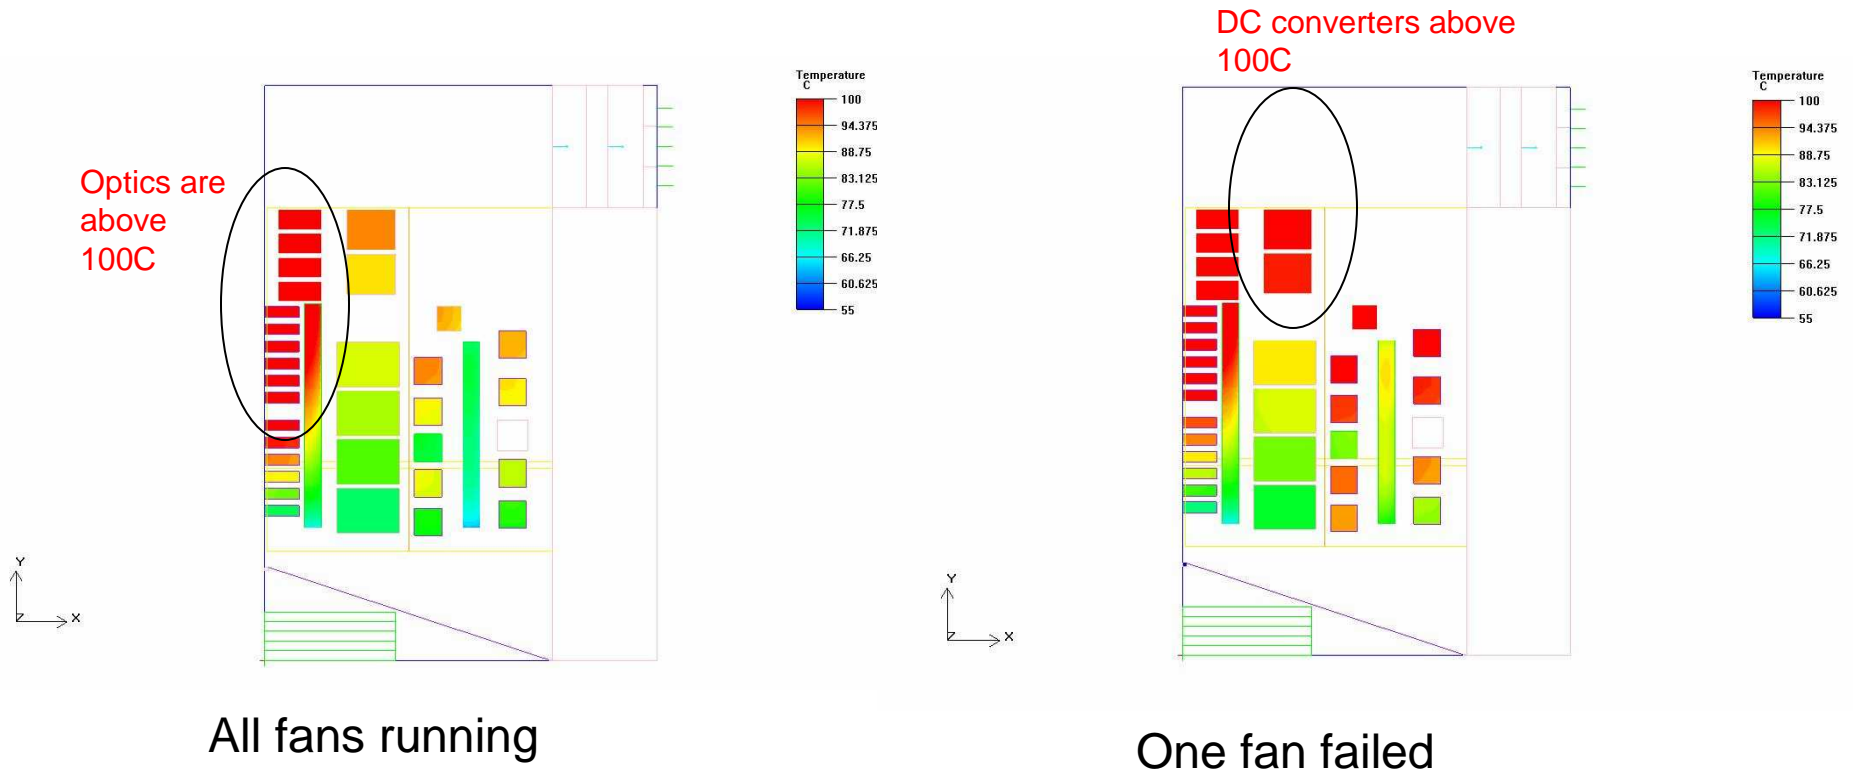 DC converters above
100C
Optics are
above
100C
Temperature
C
100
94.375
88.75
83.125
77.5
71.875
66.25
60.625
55
Y
Z
X
Temperature
C
100
94.375
88.75
83.125
77.5
71.875
66.25
60.625
55
Y
Z
X
All fans running
One fan failed